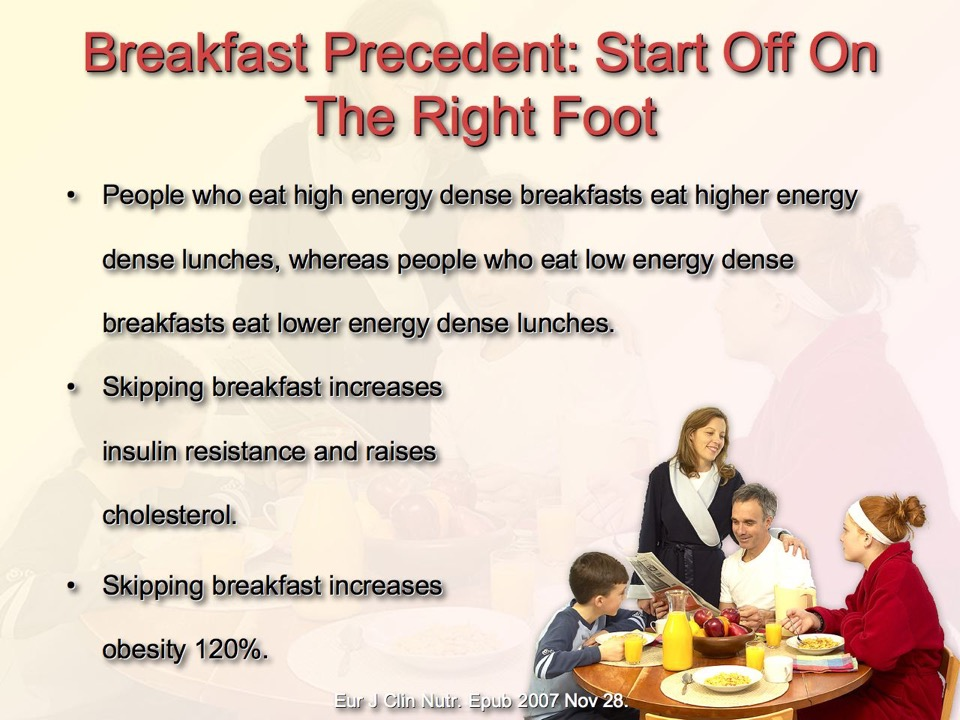 Breakfast Precedent: Start Off On
The Right Foot
• People who eat high energy dense breakfasts eat higher energy
dense lunches, whereas people who eat low energy dense
breakfasts eat lower energy dense lunches.
• Skipping breakfast increases
insulin resistance and raises
cholesterol.
• Skipping breakfast increases
obesity 120%.
Eur J Clin Nutr. Epub 2007 Nov 28.